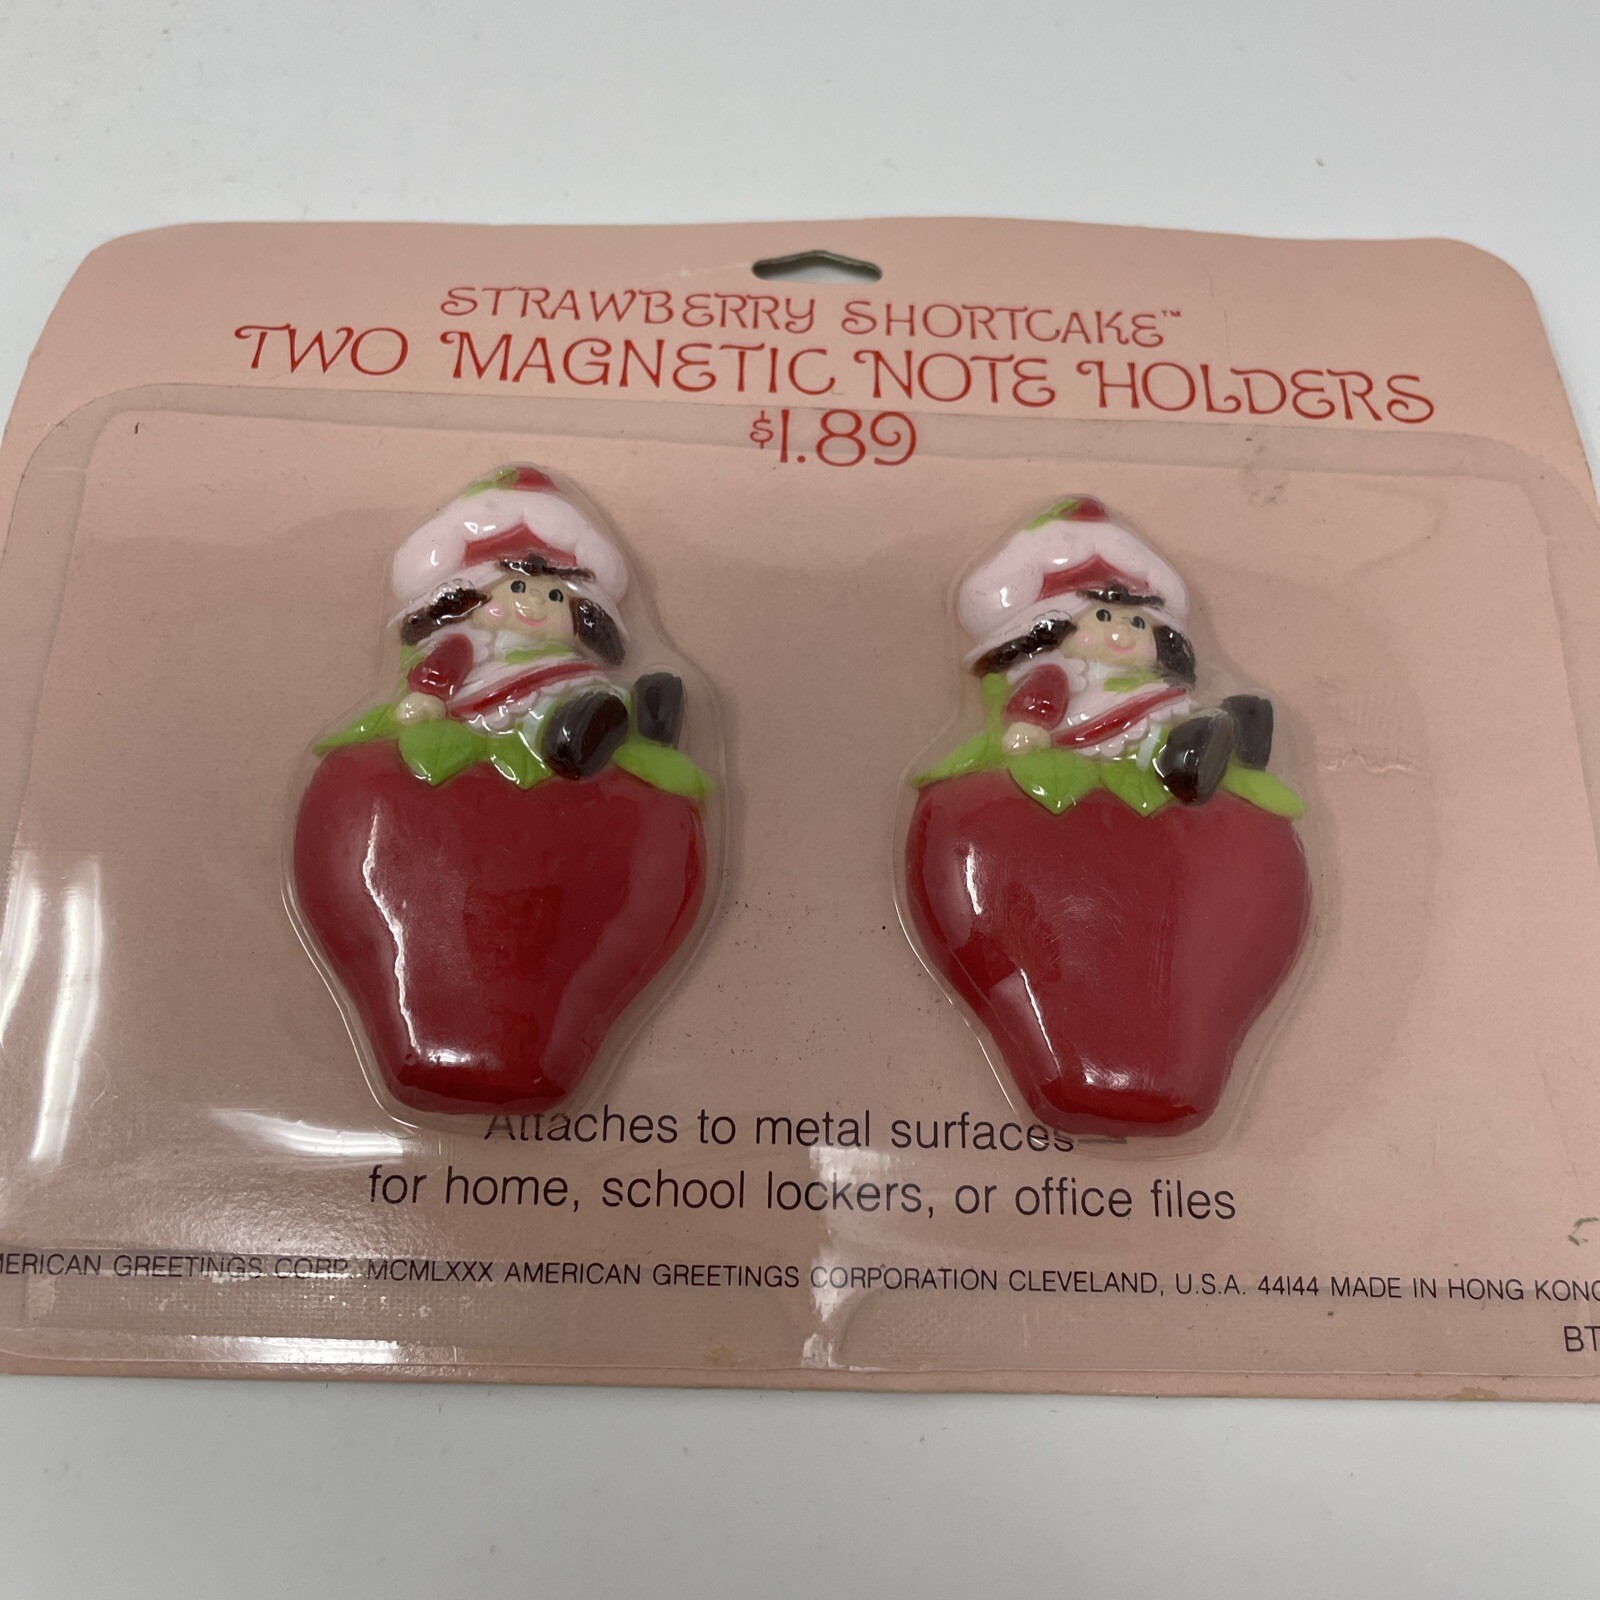 STRAWBERRY SHORTCAKE™
TWO MAGNETIC NOTE HOLDERS
$1.89
Attaches to metal surfaces—
for home, school lockers, or office files
MERICAN GREETINGS CORP. MCMLXXX AMERICAN GREETINGS CORPORATION CLEVELAND, U.S.A. 44144 MADE IN HONG KONG
BT